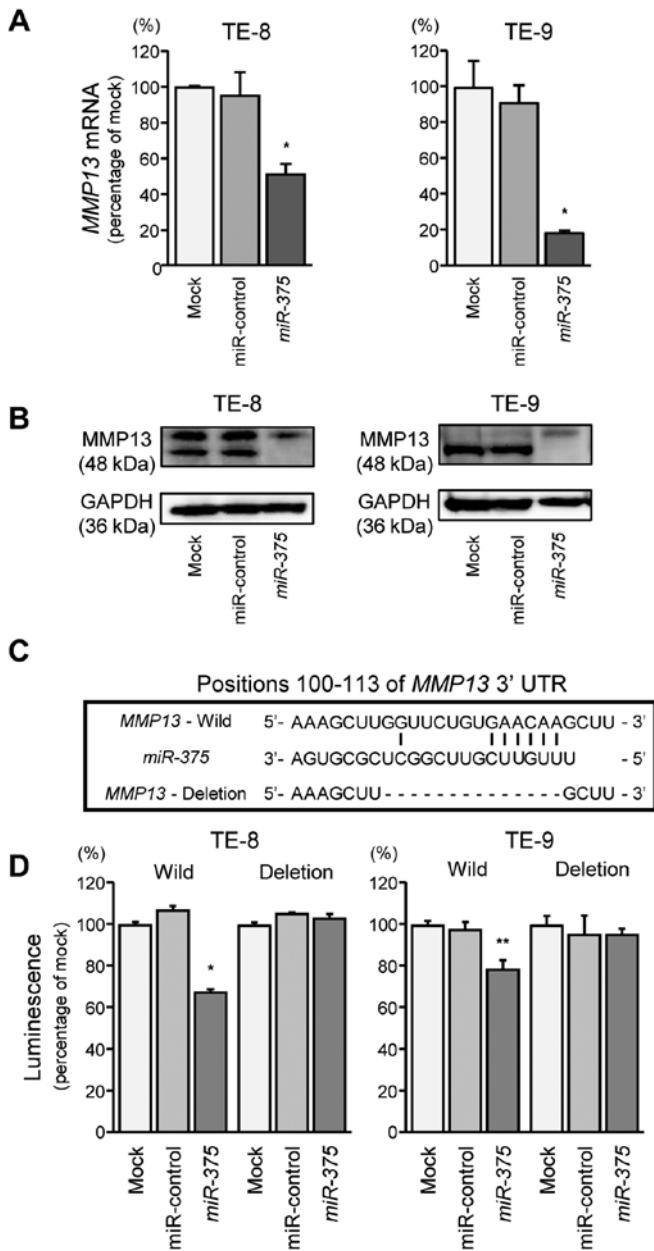 A
(%)
TE-8
MMP13 mRNA
(percentage of mock)
120
100
80
60
40
20
0
*
Mock
miR-control
miR-375
(%)
TE-9
120
100
80
60
40
20
0
*
Mock
miR-control
miR-375
B
TE-8
MMP13
(48 kDa)
GAPDH
(36 kDa)
Mock
miR-control
miR-375
TE-9
MMP13
(48 kDa)
GAPDH
(36 kDa)
Mock
miR-control
miR-375
C
Positions 100-113 of MMP13 3' UTR
MMP13 - Wild 5'- AAAGCUUGGUUCUGUGAACAAGCUU - 3'
miR-375 3'- AGUGCGCUCGGCUUGCUUGUUU - 5'
MMP13 - Deletion 5'- AAAGCUU - - - - - - - - - - - - - - GCUU - 3'
D
(%)
TE-8
Wild Deletion
Luminescence
(percentage of mock)
120
100
80
60
40
20
0
*
Mock
miR-control
miR-375
Mock
miR-control
miR-375
(%)
TE-9
Wild Deletion
120
100
80
60
40
20
0
**
Mock
miR-control
miR-375
Mock
miR-control
miR-375